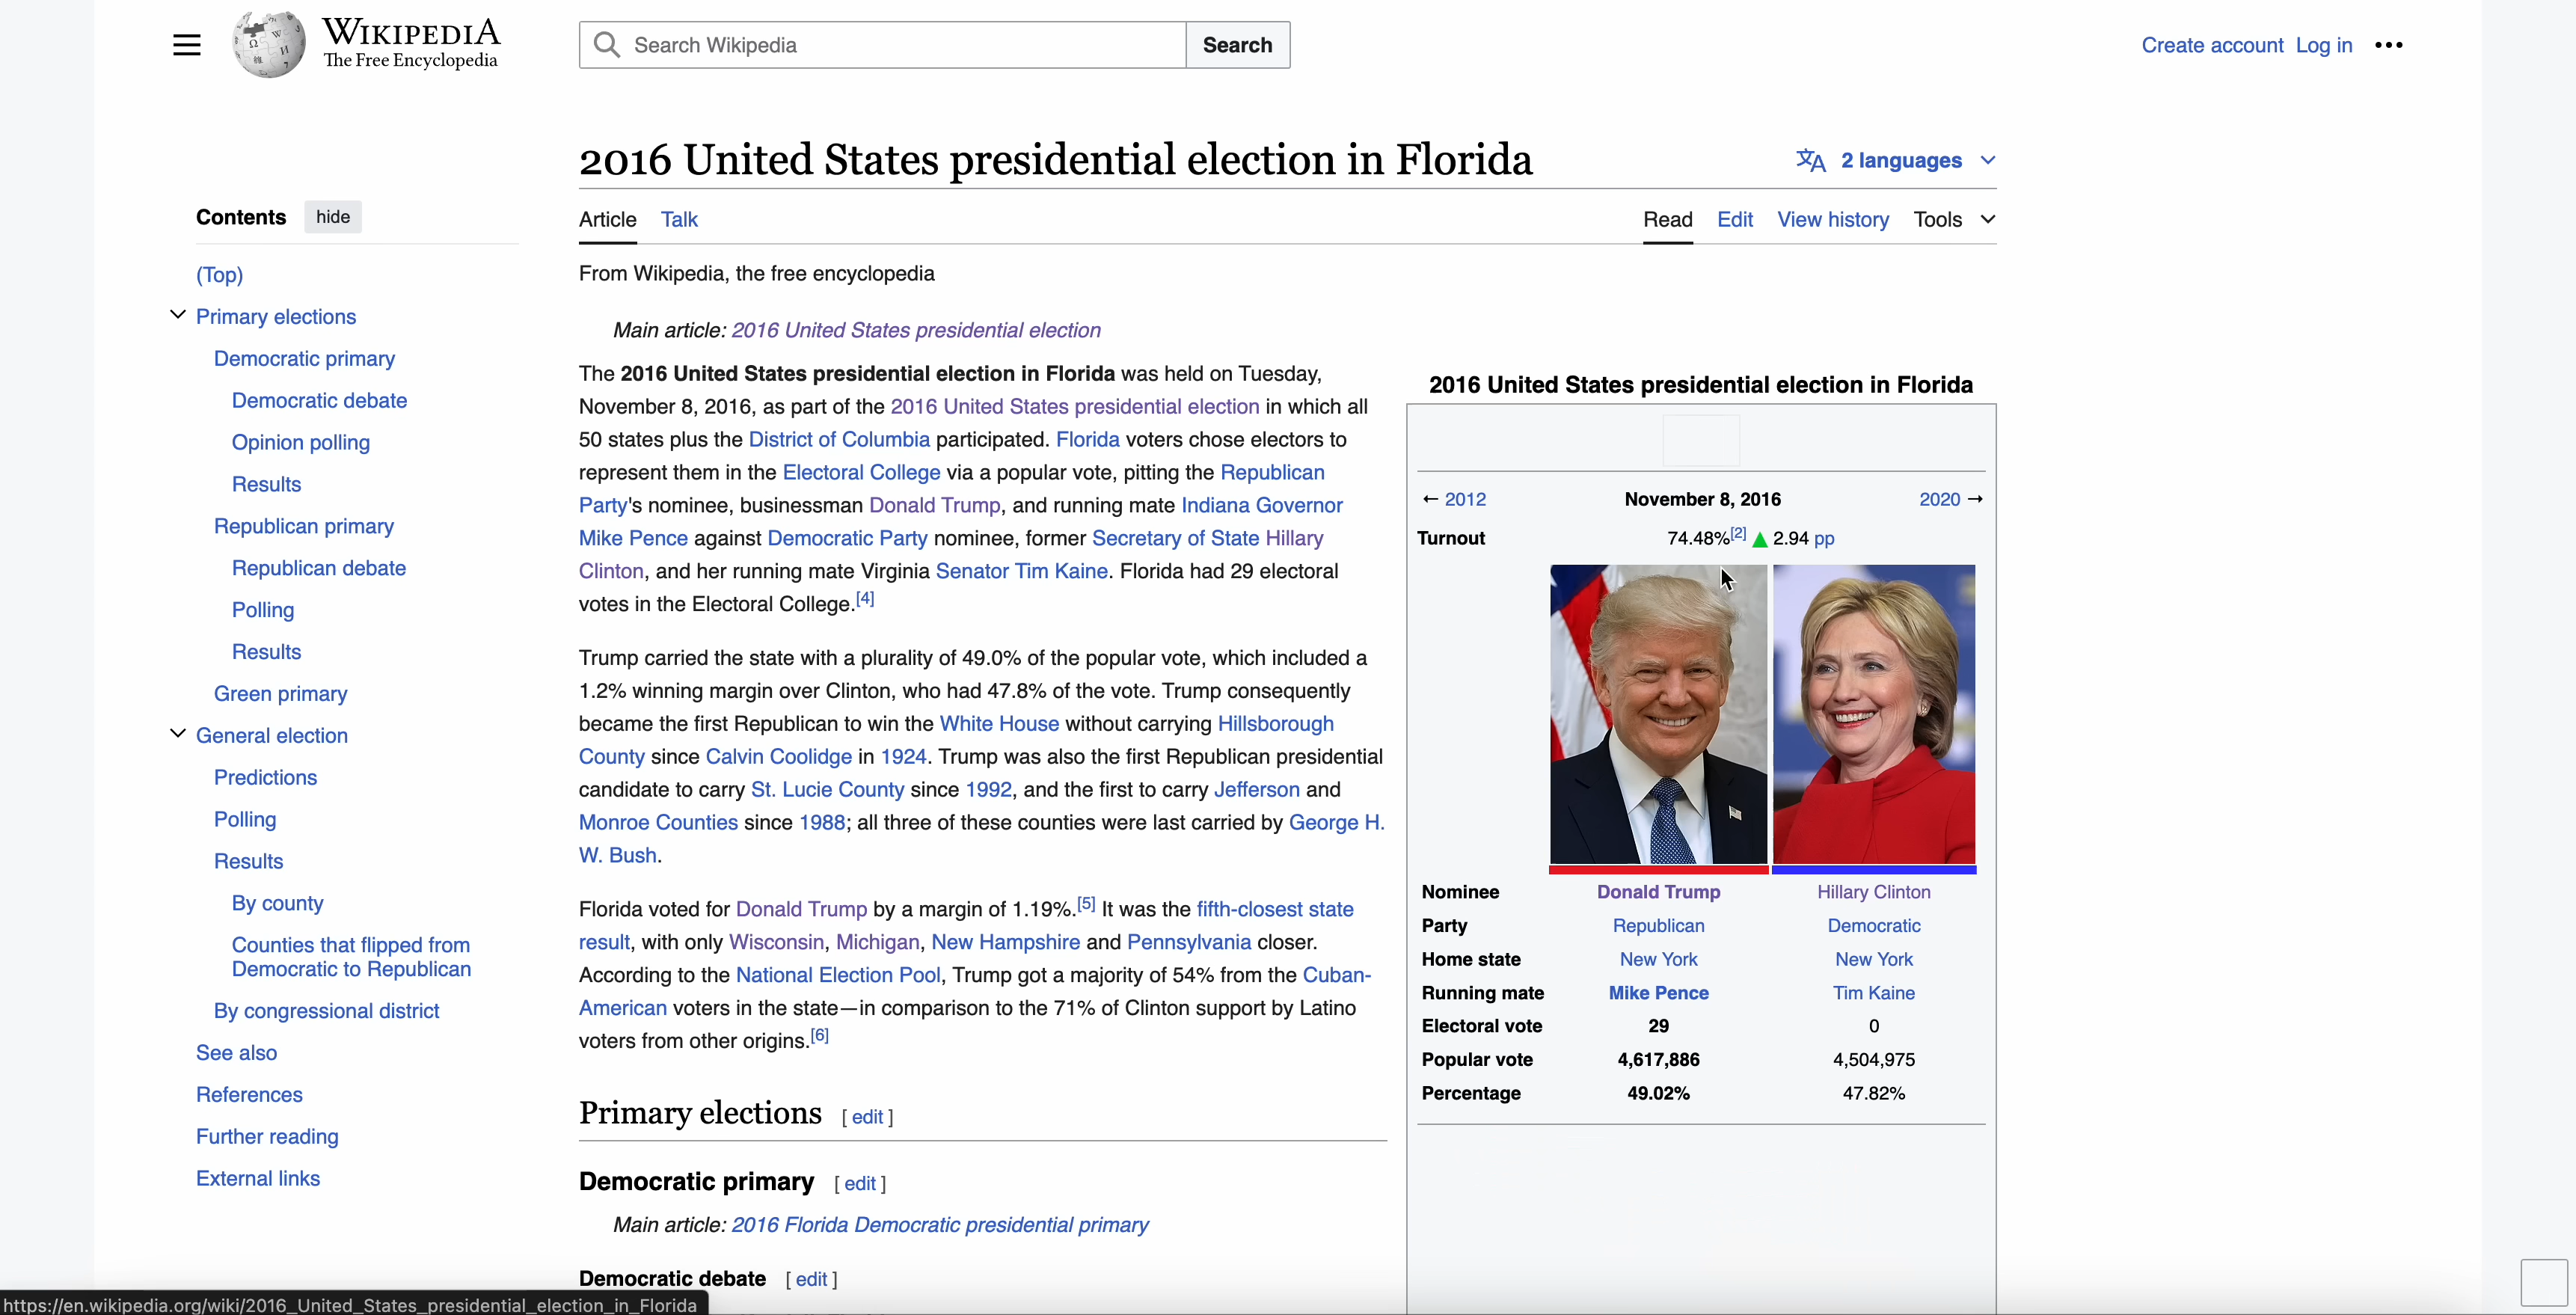 WIKIPEDIA
The Free Encyclopedia
Search Wikipedia
Search
Create account Log in
2016 United States presidential election in Florida
2 languages
Contents hide
(Top)
Primary elections
Democratic primary
Democratic debate
Opinion polling
Results
Republican primary
Republican debate
Polling
Results
Green primary
General election
Predictions
Polling
Results
By county
Counties that flipped from
Democratic to Republican
By congressional district
See also
References
Further reading
External links
Article Talk
Read Edit View history Tools
From Wikipedia, the free encyclopedia
Main article: 2016 United States presidential election
The 2016 United States presidential election in Florida was held on Tuesday,
November 8, 2016, as part of the 2016 United States presidential election in which all
50 states plus the District of Columbia participated. Florida voters chose electors to
represent them in the Electoral College via a popular vote, pitting the Republican
Party's nominee, businessman Donald Trump, and running mate Indiana Governor
Mike Pence against Democratic Party nominee, former Secretary of State Hillary
Clinton, and her running mate Virginia Senator Tim Kaine. Florida had 29 electoral
votes in the Electoral College.[4]
Trump carried the state with a plurality of 49.0% of the popular vote, which included a
1.2% winning margin over Clinton, who had 47.8% of the vote. Trump consequently
became the first Republican to win the White House without carrying Hillsborough
County since Calvin Coolidge in 1924. Trump was also the first Republican presidential
candidate to carry St. Lucie County since 1992, and the first to carry Jefferson and
Monroe Counties since 1988; all three of these counties were last carried by George H.
W. Bush.
Florida voted for Donald Trump by a margin of 1.19%.[5] It was the fifth-closest state
result, with only Wisconsin, Michigan, New Hampshire and Pennsylvania closer.
According to the National Election Pool, Trump got a majority of 54% from the Cuban-
American voters in the state—in comparison to the 71% of Clinton support by Latino
voters from other origins.[6]
Primary elections [ edit ]
Democratic primary [ edit ]
Main article: 2016 Florida Democratic presidential primary
Democratic debate [ edit ]
2016 United States presidential election in Florida
← 2012 November 8, 2016 2020 →
Turnout 74.48%[2] ▲ 2.94 pp
Nominee Donald Trump Hillary Clinton
Party Republican Democratic
Home state New York New York
Running mate Mike Pence Tim Kaine
Electoral vote 29 0
Popular vote 4,617,886 4,504,975
Percentage 49.02% 47.82%
https://en.wikipedia.org/wiki/2016_United_States_presidential_election_in_Florida